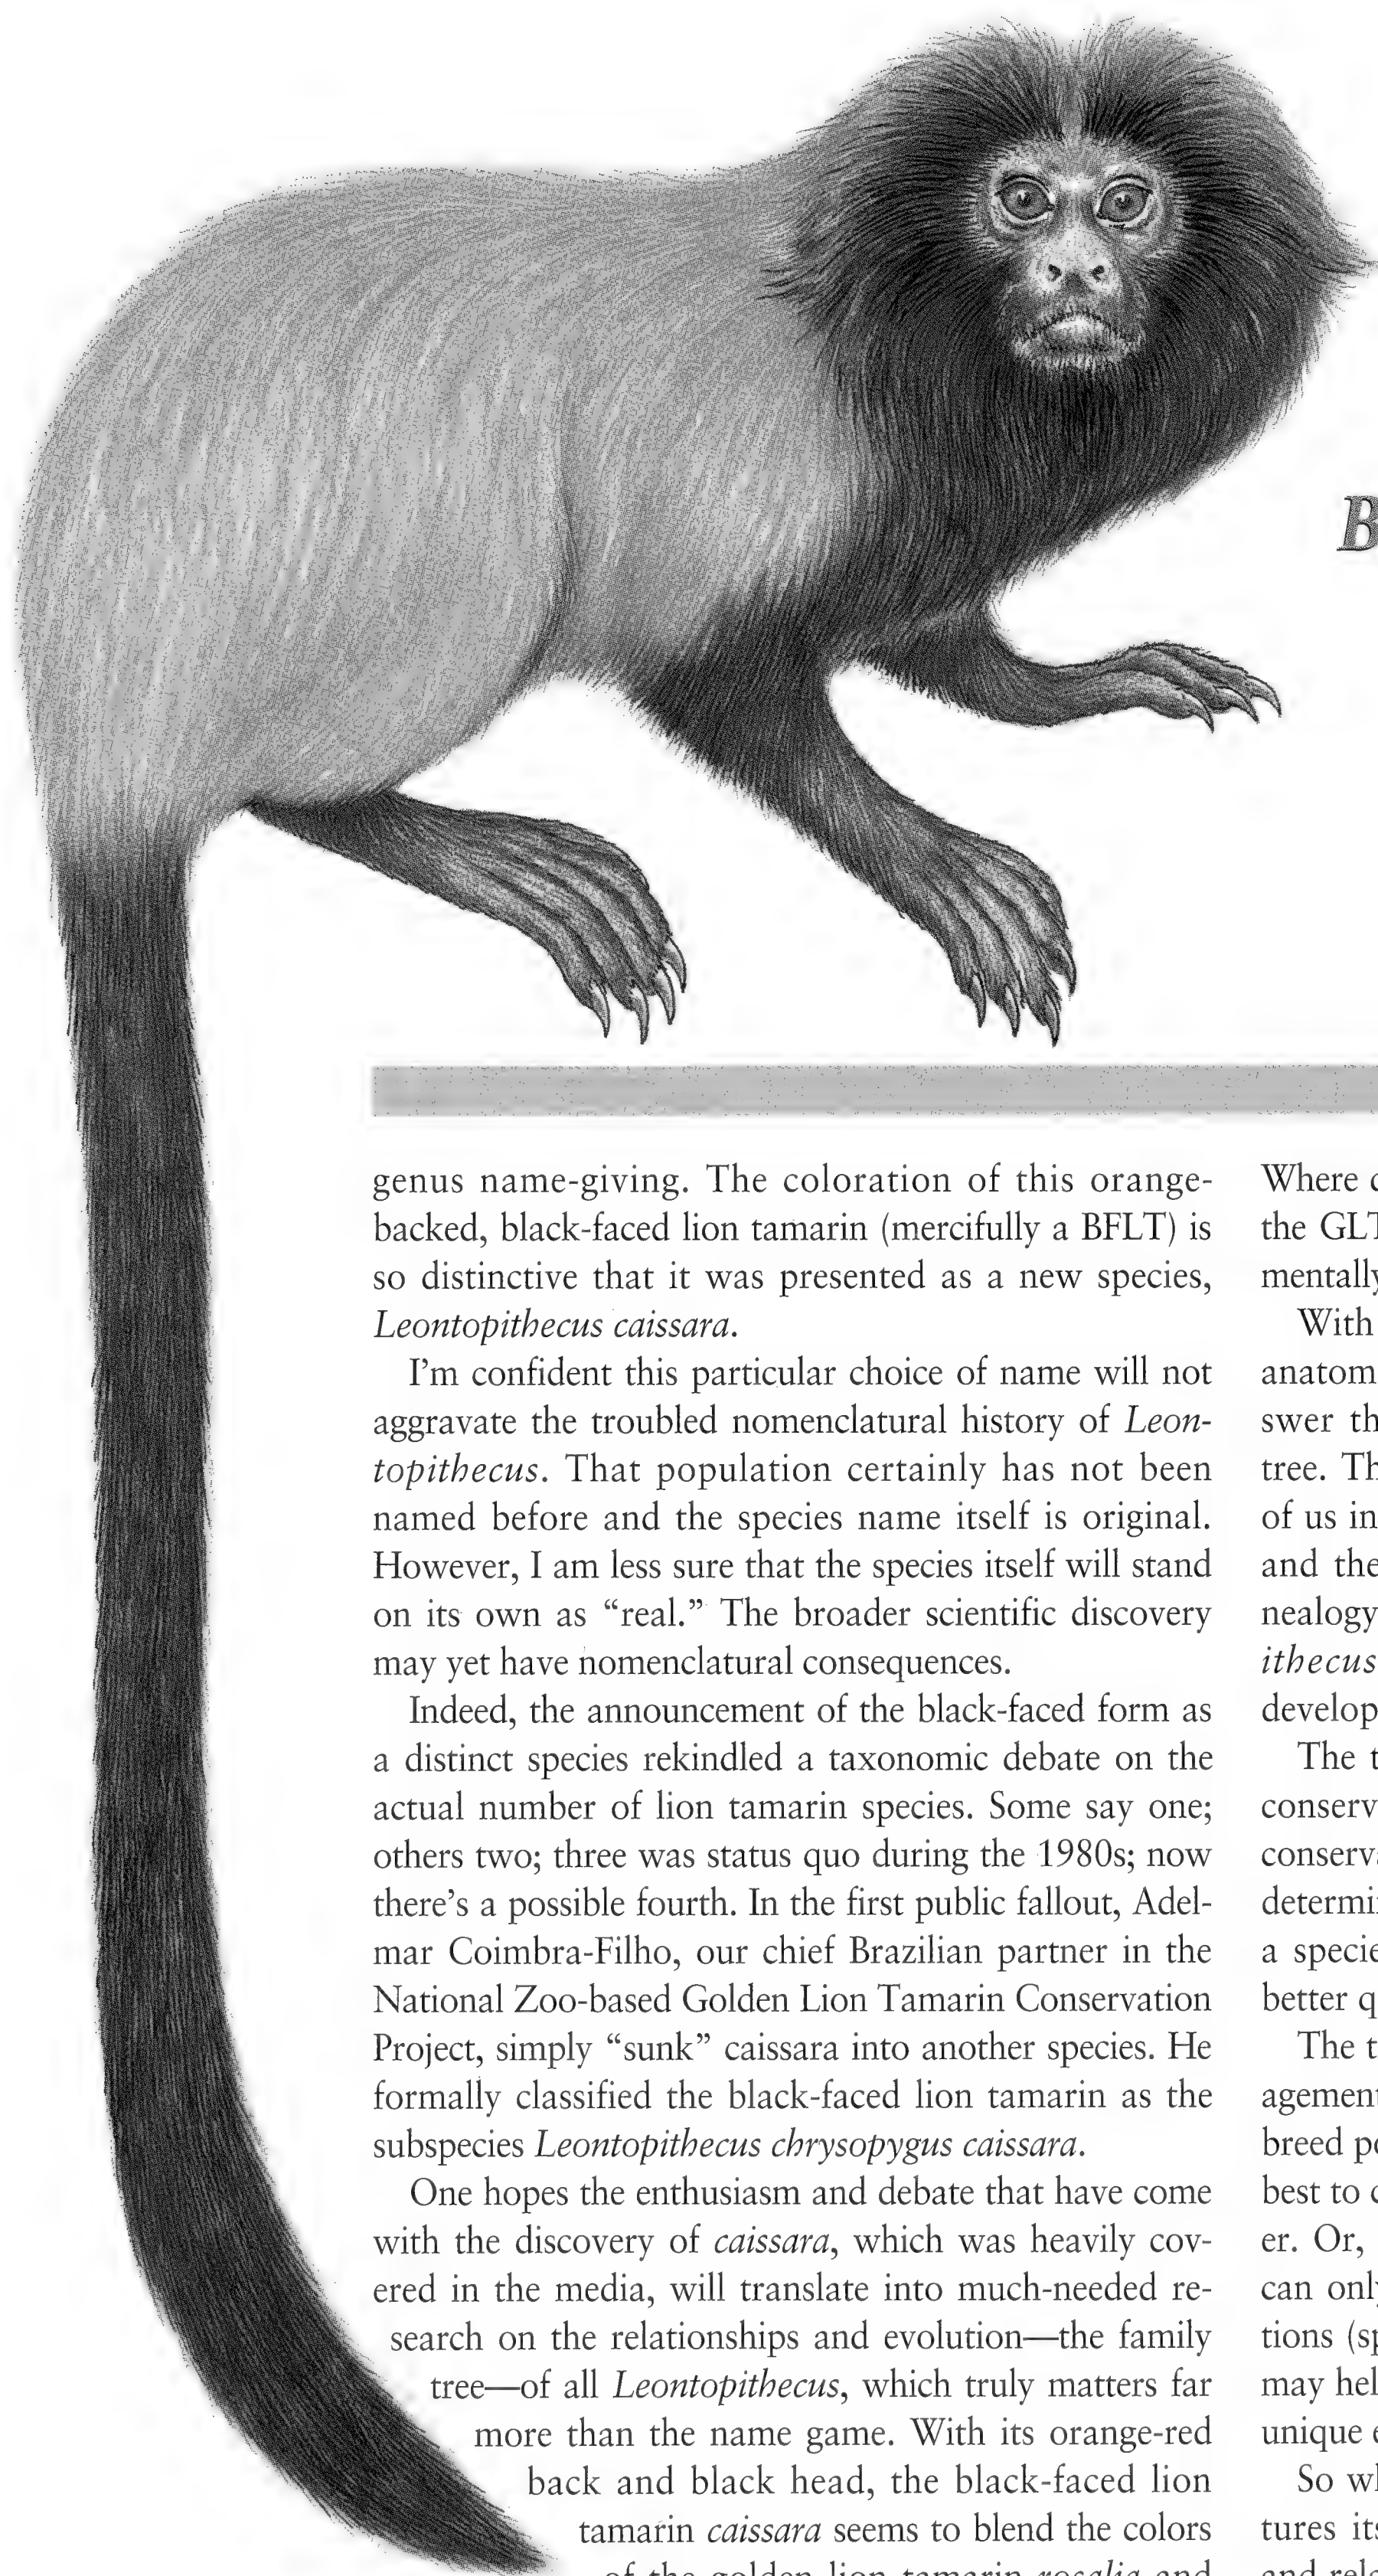 B
genus name-giving. The coloration of this orange-
backed, black-faced lion tamarin (mercifully a BFLT) is
so distinctive that it was presented as a new species,
Leontopithecus caissara.
I'm confident this particular choice of name will not
aggravate the troubled nomenclatural history of Leon-
topithecus. That population certainly has not been
named before and the species name itself is original.
However, I am less sure that the species itself will stand
on its own as “real.” The broader scientific discovery
may yet have nomenclatural consequences.
Indeed, the announcement of the black-faced form as
a distinct species rekindled a taxonomic debate on the
actual number of lion tamarin species. Some say one;
others two; three was status quo during the 1980s; now
there's a possible fourth. In the first public fallout, Adel-
mar Coimbra-Filho, our chief Brazilian partner in the
National Zoo-based Golden Lion Tamarin Conservation
Project, simply “sunk” caissara into another species. He
formally classified the black-faced lion tamarin as the
subspecies Leontopithecus chrysopygus caissara.
One hopes the enthusiasm and debate that have come
with the discovery of caissara, which was heavily cov-
ered in the media, will translate into much-needed re-
search on the relationships and evolution—the family
tree—of all Leontopithecus, which truly matters far
more than the name game. With its orange-red
back and black head, the black-faced lion
tamarin caissara seems to blend the colors
of the golden lion tamarin rosalia and
Where
the GLT
mentally
With
anatom
swer th
tree. Th
of us in
and the
nealogy
ithecus
develop
The t
conserv
conserva
determi
a specie
better q
The t
agement
breed po
best to c
er. Or,
can only
tions (sp
may hel
unique e
So wh
tures its
and rela